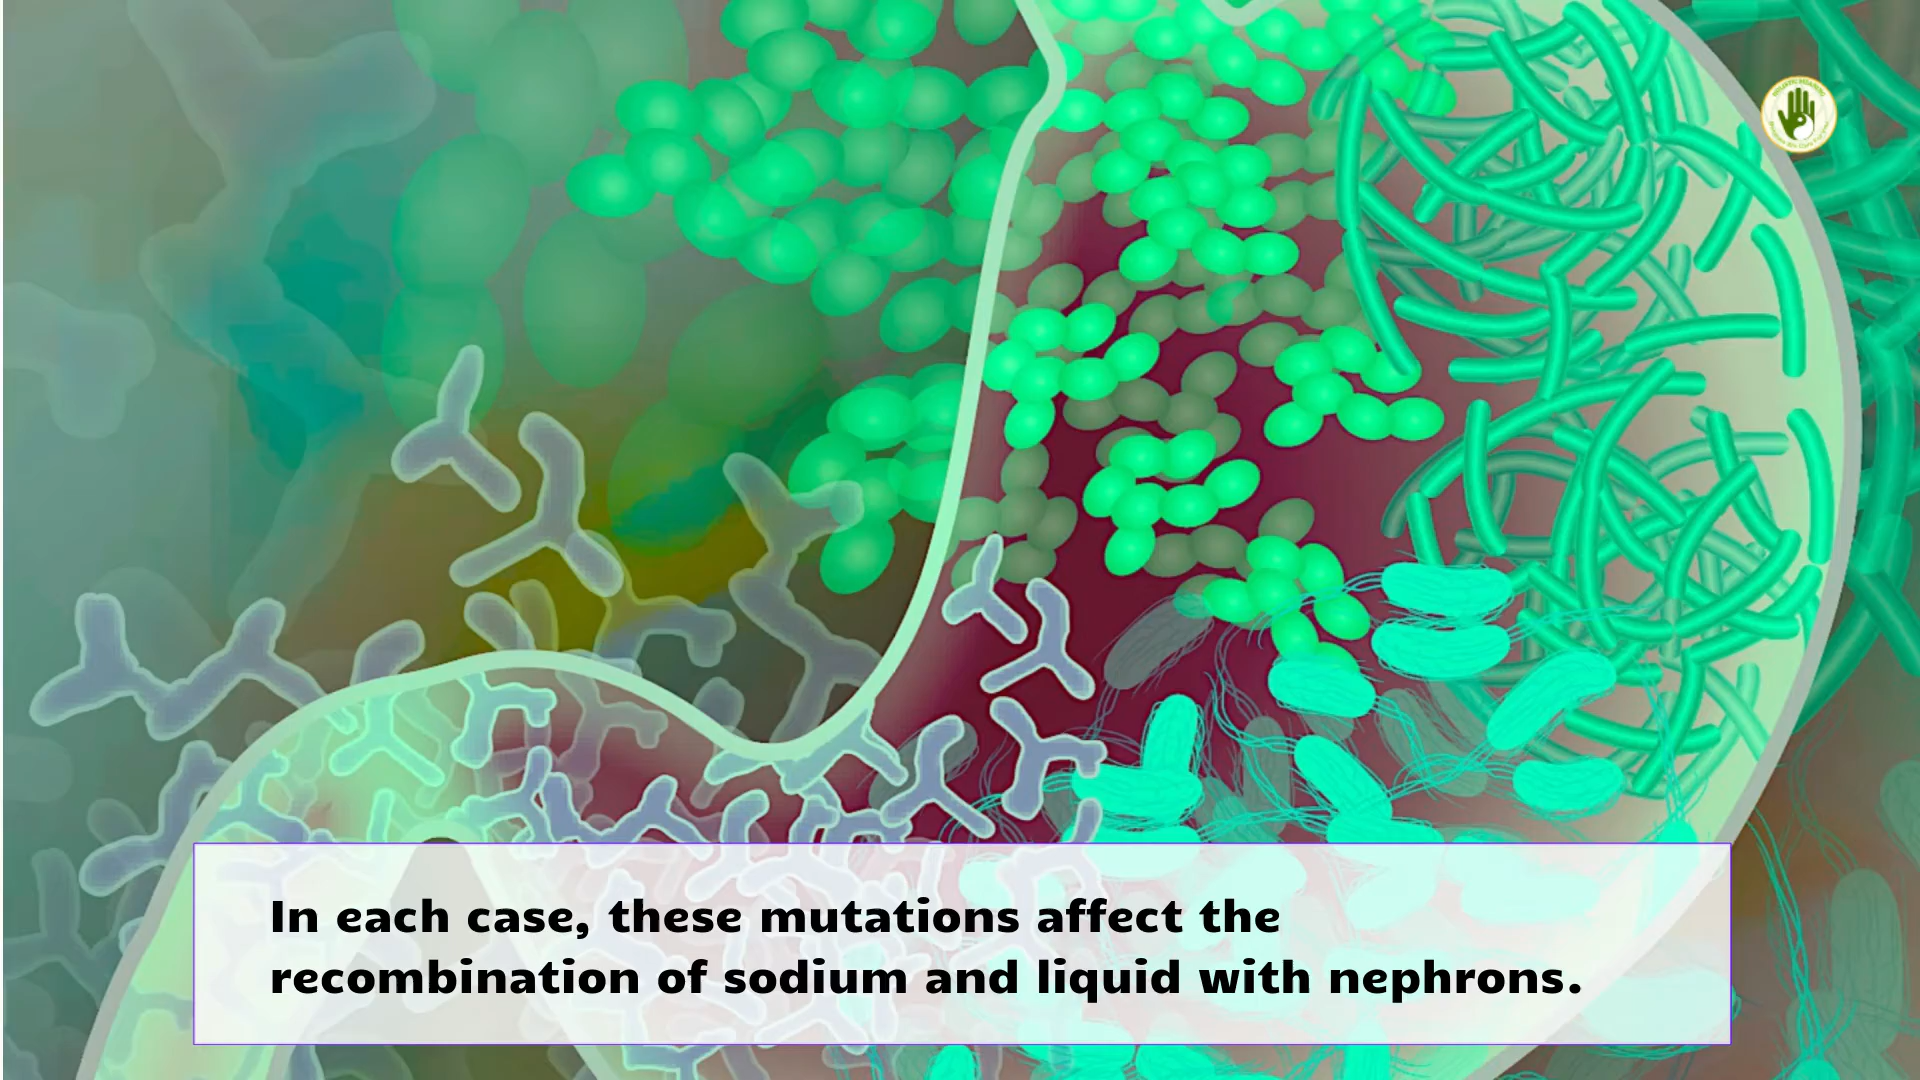 In each case, these mutations affect the
recombination of sodium and liquid with nephrons.